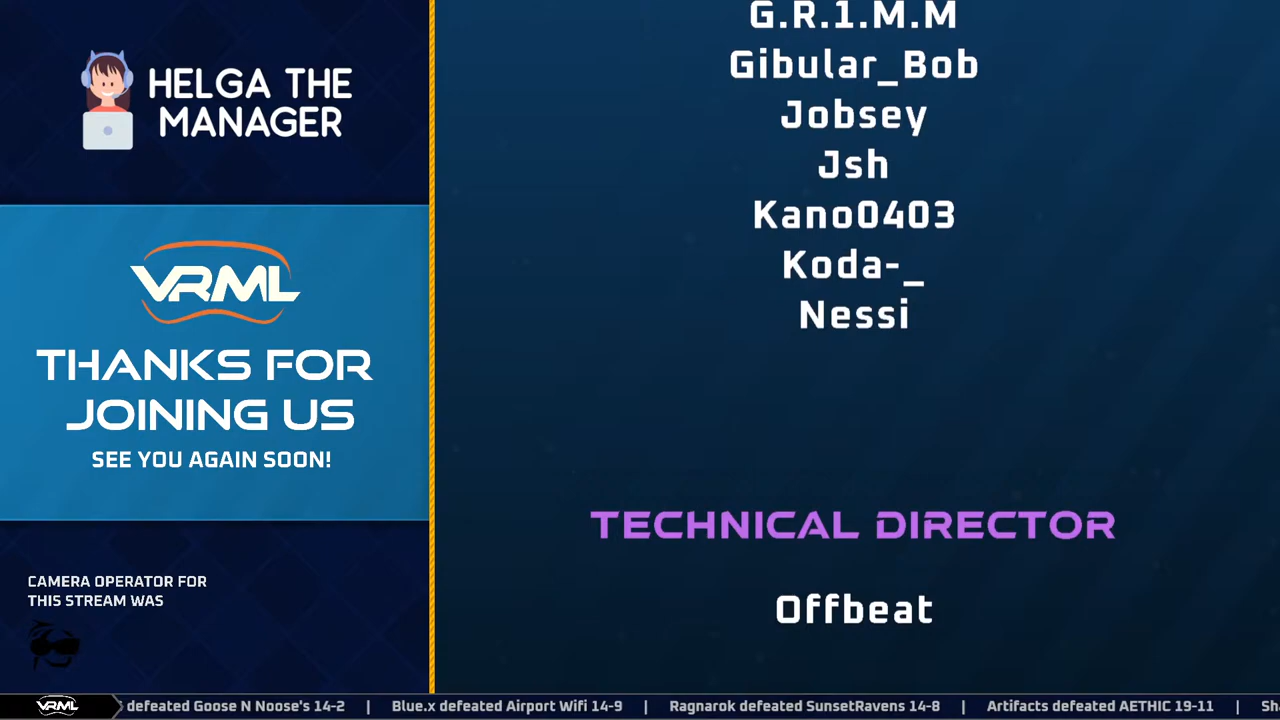 HELGA THE
MANAGER
VRML
THANKS FOR
JOINING US
SEE YOU AGAIN SOON!
CAMERA OPERATOR FOR
THIS STREAM WAS
G.R.1.M.M
Gibular_Bob
Jobsey
Jsh
Kano0403
Koda-_
Nessi
TECHNICAL DIRECTOR
Offbeat
VRML defeated Goose N Noose's 14-2 | Blue.x defeated Airport Wifi 14-9 | Ragnarok defeated SunsetRavens 14-8 | Artifacts defeated AETHIC 19-11 |